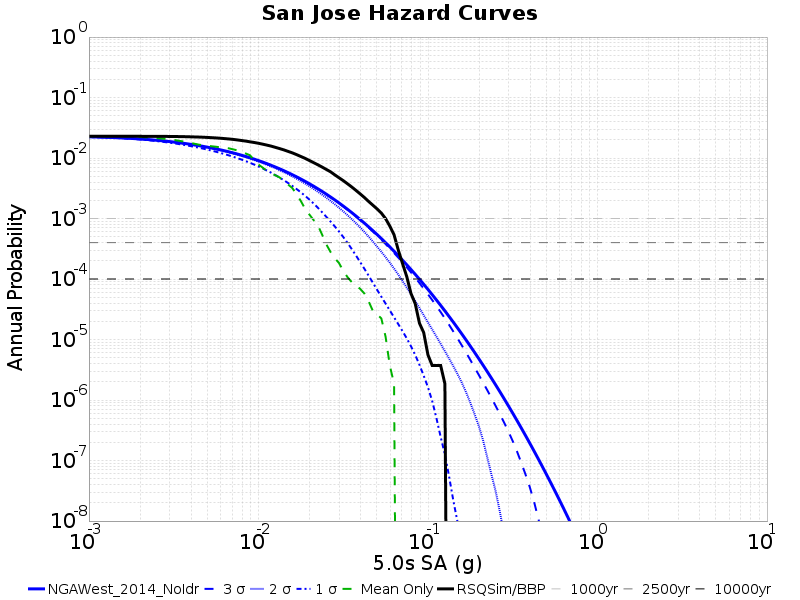 San Jose Hazard Curves
10^0
10^-1
10^-2
10^-3
10^-4
10^-5
10^-6
10^-7
10^-8
Annual Probability
10^-3 10^-2 10^-1 10^0 10^1
5.0s SA (g)
NGAWest_2014_NoIdr 3 σ 2 σ 1 σ Mean Only RSQSim/BBP 1000yr 2500yr 10000yr